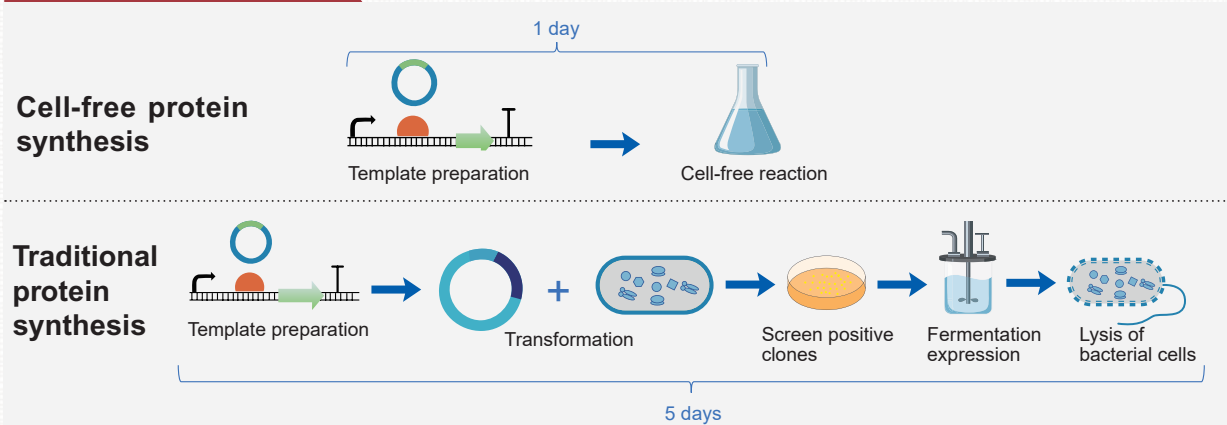 1 day
Cell-free protein
synthesis
Template preparation
Cell-free reaction
Traditional
protein
synthesis
Template preparation
Transformation
Screen positive
clones
Fermentation
expression
Lysis of
bacterial cells
5 days